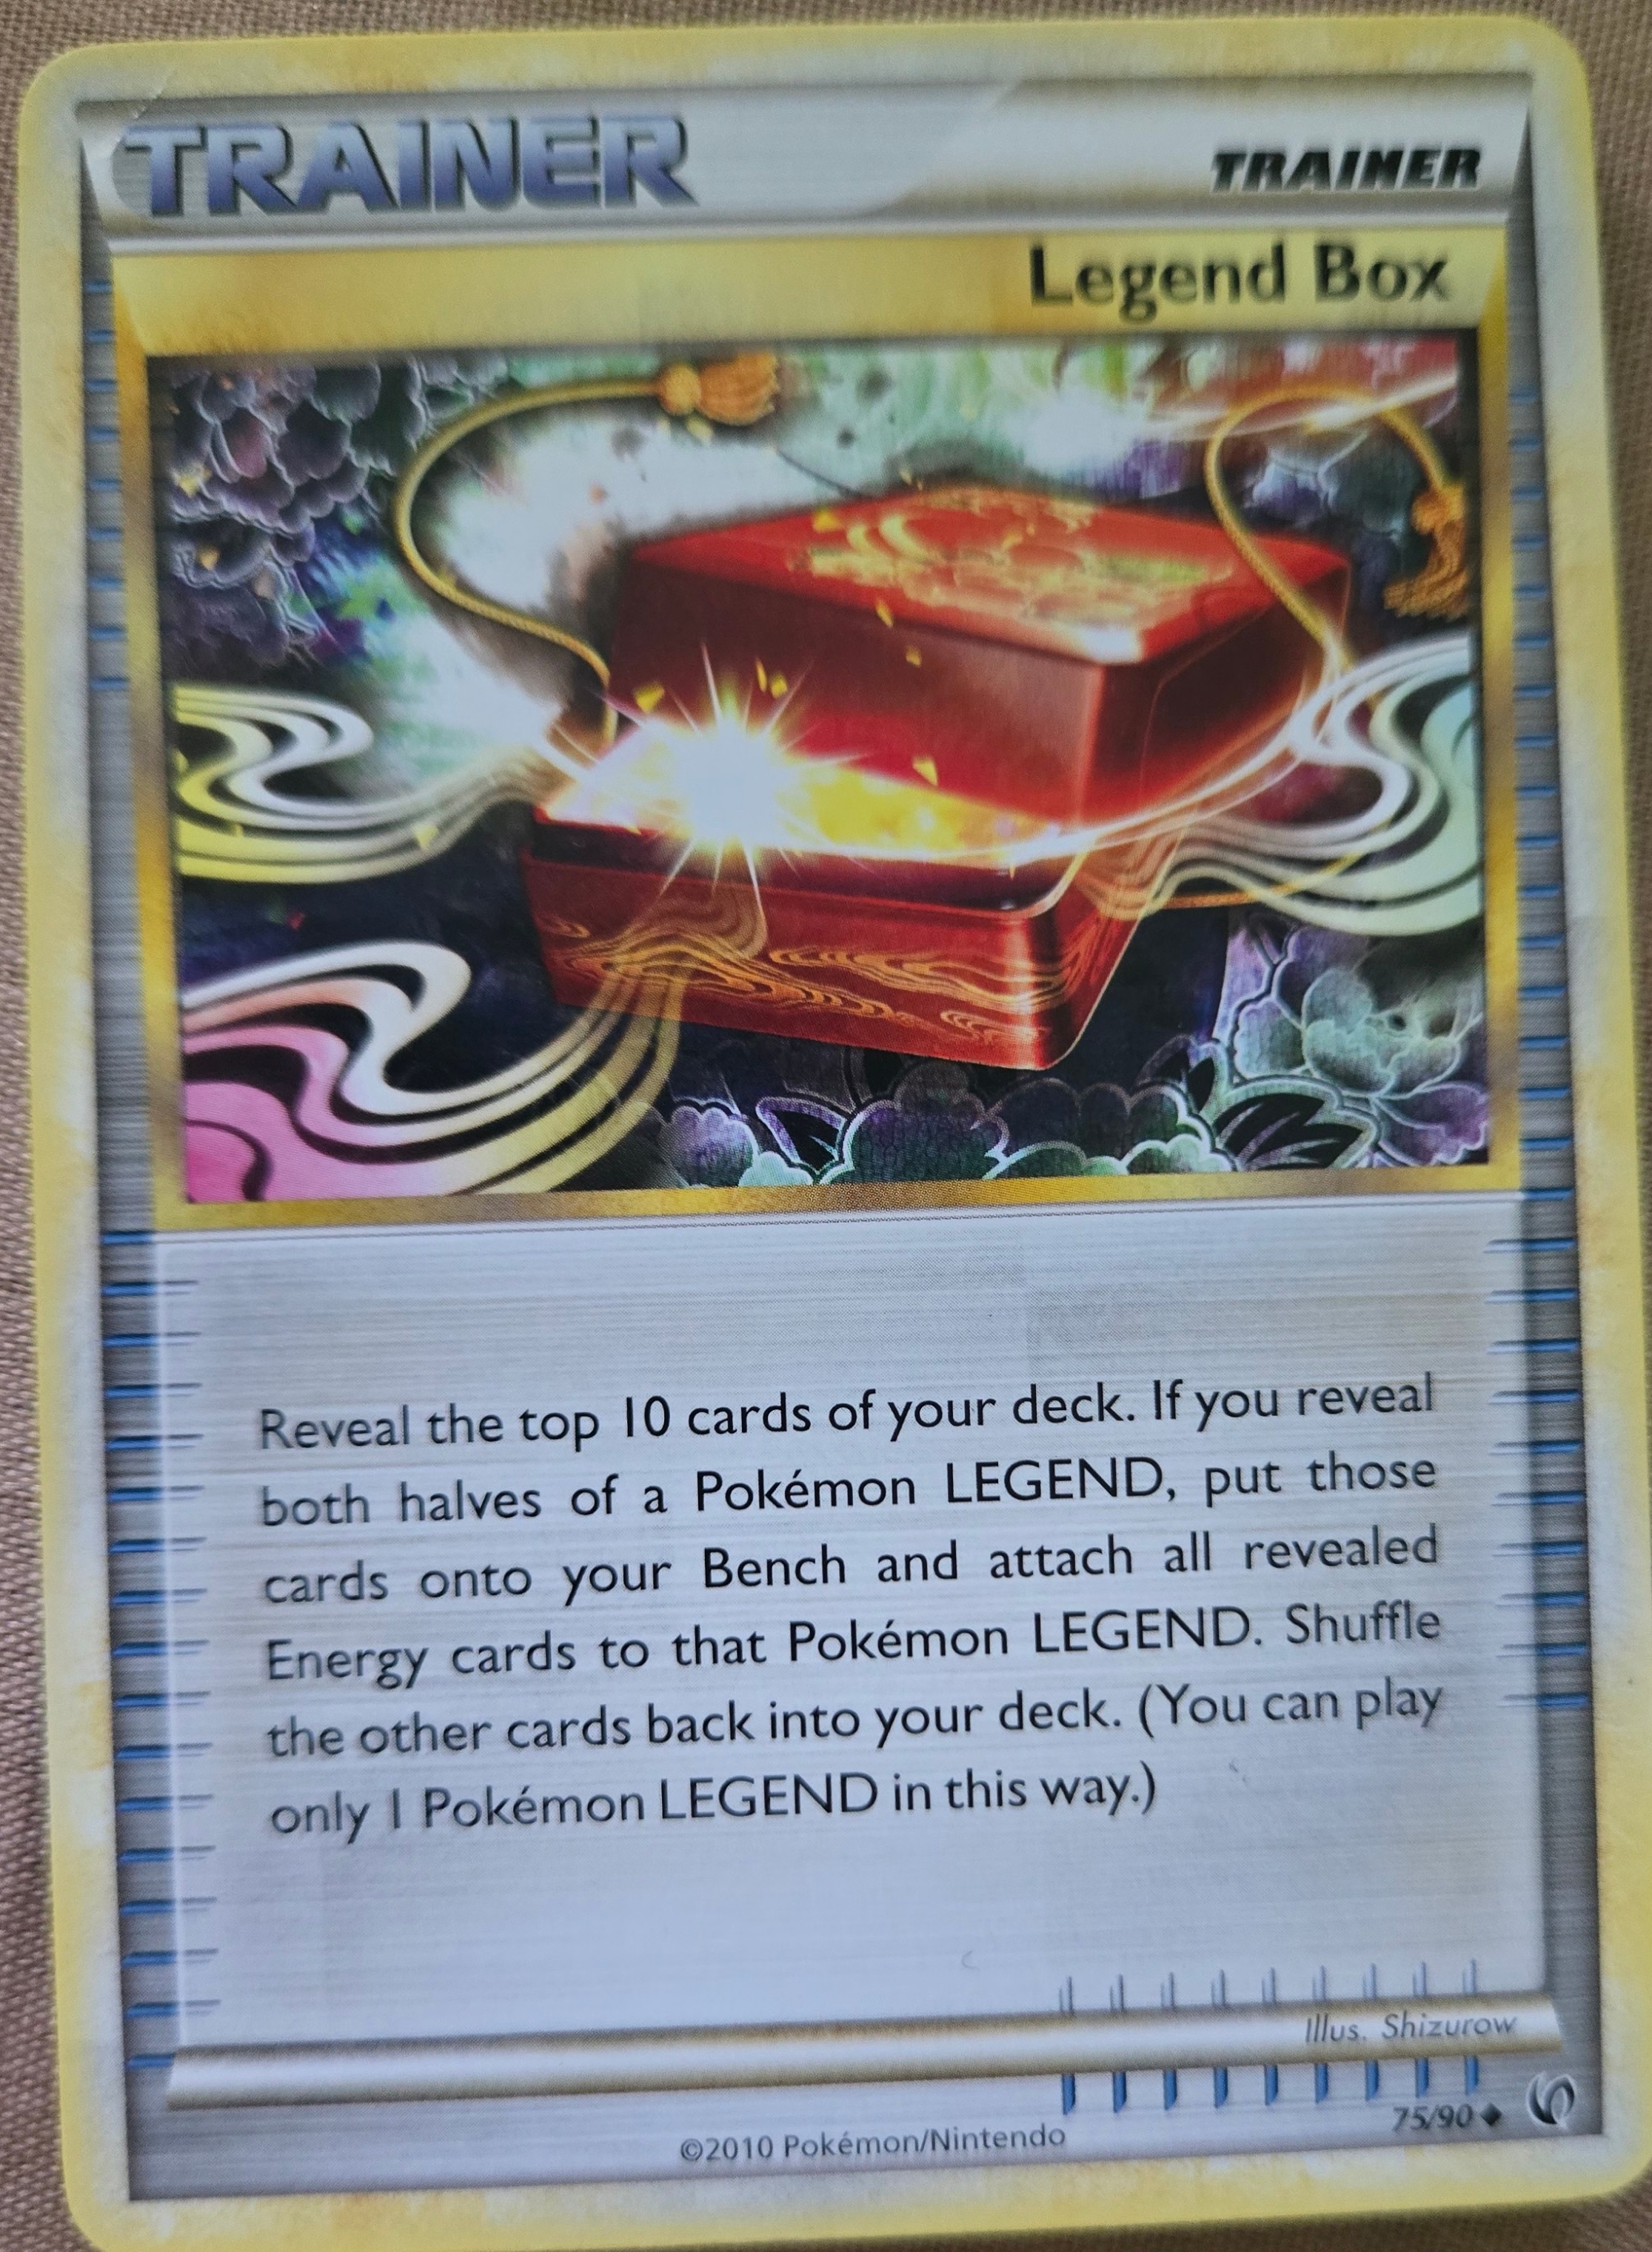 TRAINER
TRAINER
Legend Box
Reveal the top 10 cards of your deck. If you reveal
both halves of a Pokémon LEGEND, put those
cards onto your Bench and attach all revealed
Energy cards to that Pokémon LEGEND. Shuffle
the other cards back into your deck. (You can play
only 1 Pokémon LEGEND in this way.)
Illus. Shizurow
75/90
©2010 Pokémon/Nintendo